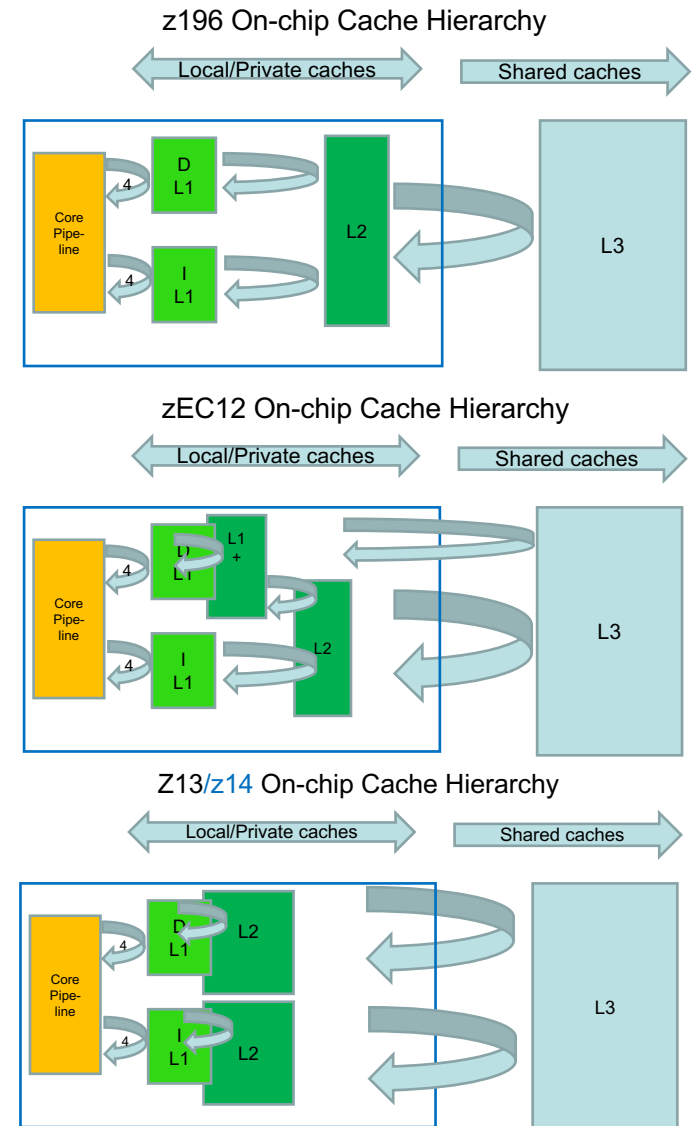 z196 On-chip Cache Hierarchy
Local/Private caches
Shared caches
Core
Pipe-
line
4
D
L1
4
I
L1
L2
L3
zEC12 On-chip Cache Hierarchy
Local/Private caches
Shared caches
Core
Pipe-
line
4
D
L1
L1
+
4
I
L1
L2
L3
Z13/z14 On-chip Cache Hierarchy
Local/Private caches
Shared caches
Core
Pipe-
line
4
D
L1
L2
4
I
L1
L2
L3